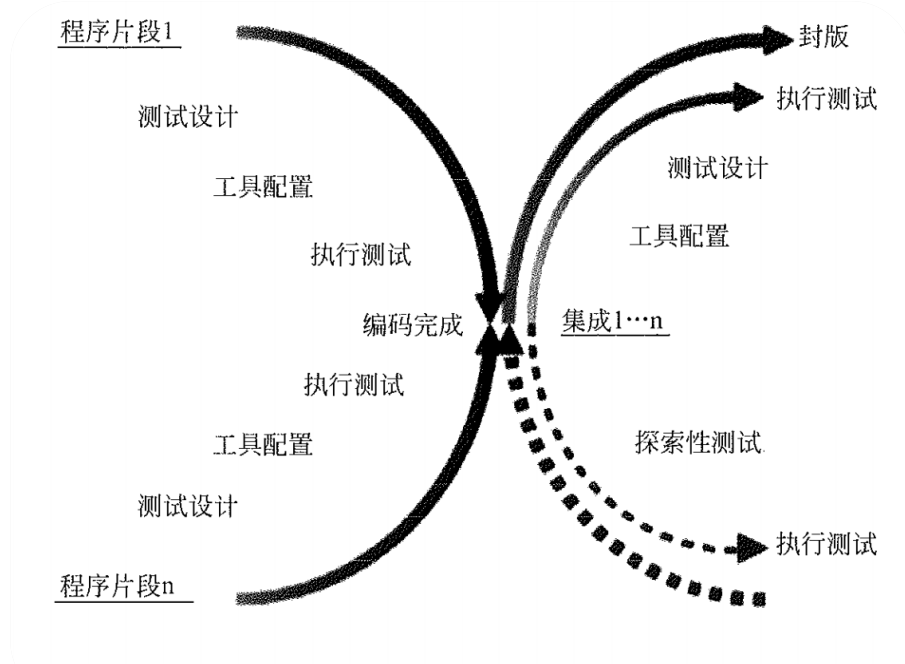 程序片段1
测试设计
工具配置
执行测试
编码完成
执行测试
工具配置
测试设计
程序片段n
封版
执行测试
测试设计
工具配置
集成1…n
探索性测试
执行测试